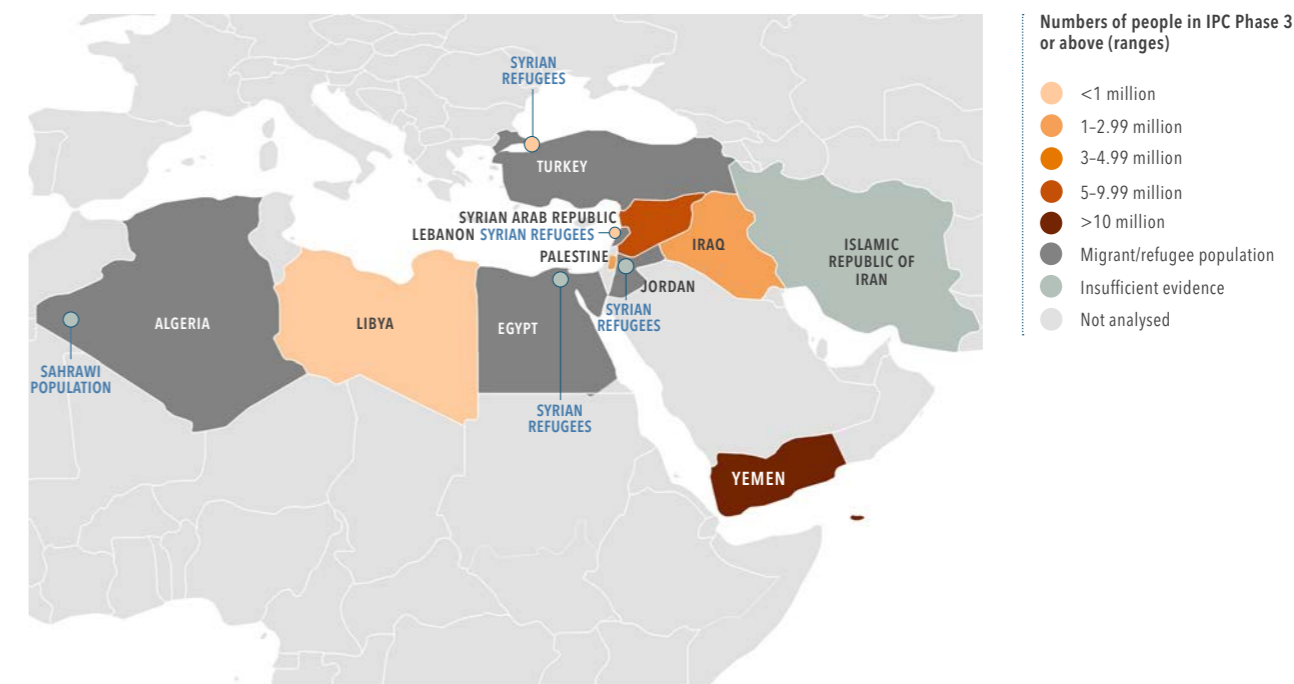 SYRIAN
REFUGEES
TURKEY
SYRIAN ARAB REPUBLIC
LEBANON SYRIAN REFUGEES
PALESTINE
IRAQ
ISLAMIC
REPUBLIC OF
IRAN
JORDAN
SYRIAN
REFUGEES
ALGERIA
LIBYA
EGYPT
SAHRAWI
POPULATION
SYRIAN
REFUGEES
YEMEN
Numbers of people in IPC Phase 3
or above (ranges)
<1 million
1–2.99 million
3–4.99 million
5–9.99 million
>10 million
Migrant/refugee population
Insufficient evidence
Not analysed